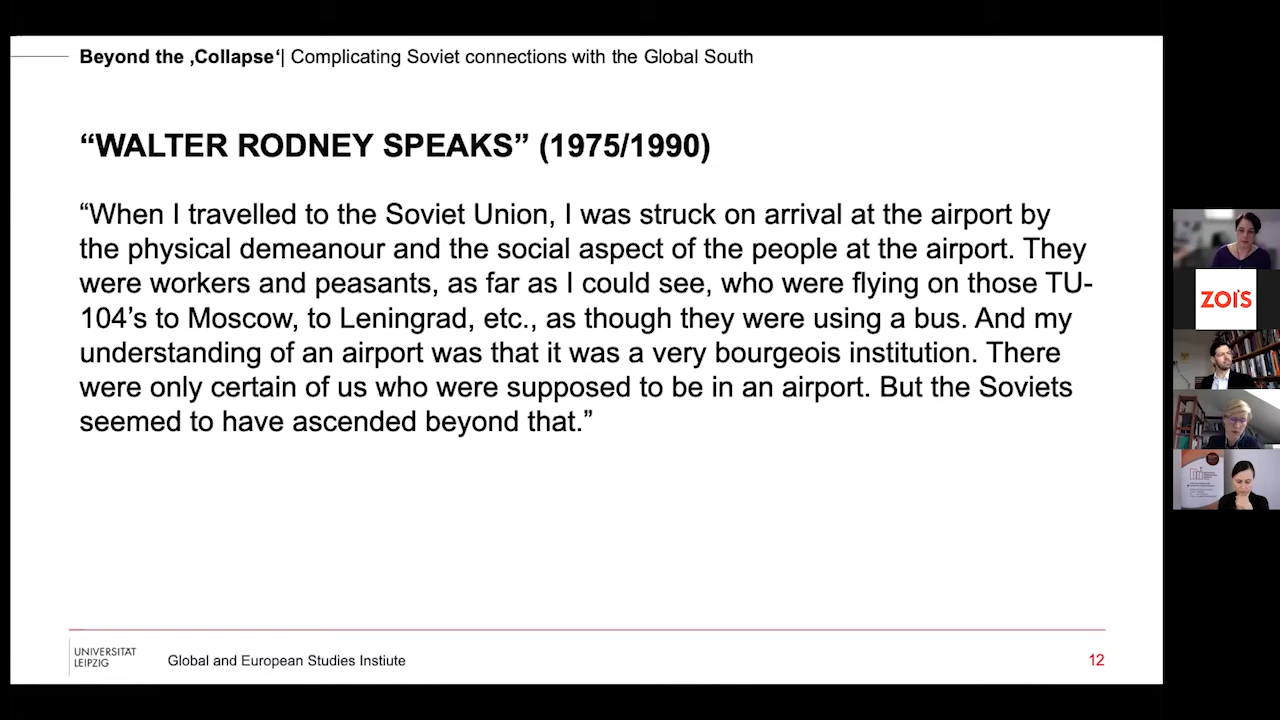 Beyond the ‚Collapse‘| Complicating Soviet connections with the Global South
“WALTER RODNEY SPEAKS” (1975/1990)
“When I travelled to the Soviet Union, I was struck on arrival at the airport by
the physical demeanour and the social aspect of the people at the airport. They
were workers and peasants, as far as I could see, who were flying on those TU-
104’s to Moscow, to Leningrad, etc., as though they were using a bus. And my
understanding of an airport was that it was a very bourgeois institution. There
were only certain of us who were supposed to be in an airport. But the Soviets
seemed to have ascended beyond that.”
ZOiS
UNIVERSITÄT
LEIPZIG
Global and European Studies Instiute
12